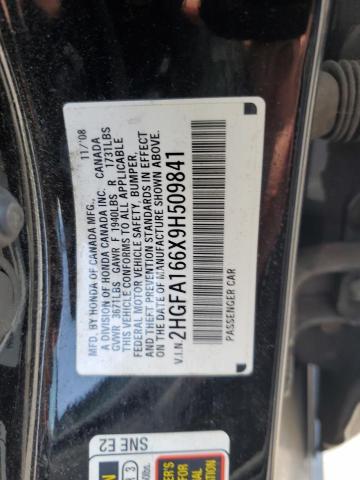 MFD. BY HONDA OF CANADA MFG., 11/'08
A DIVISION OF HONDA CANADA INC. CANADA
GVWR 3671LBS GAWR F 1940LBS R 1731LBS
THIS VEHICLE CONFORMS TO ALL APPLICABLE
FEDERAL MOTOR VEHICLE SAFETY, BUMPER,
THEFT PREVENTION STANDARDS IN EFFECT
ON THE DATE OF MANUFACTURE SHOWN ABOVE.
V.I.N. 2HGFA166X9H509841
PASSENGER CAR
SNE E2